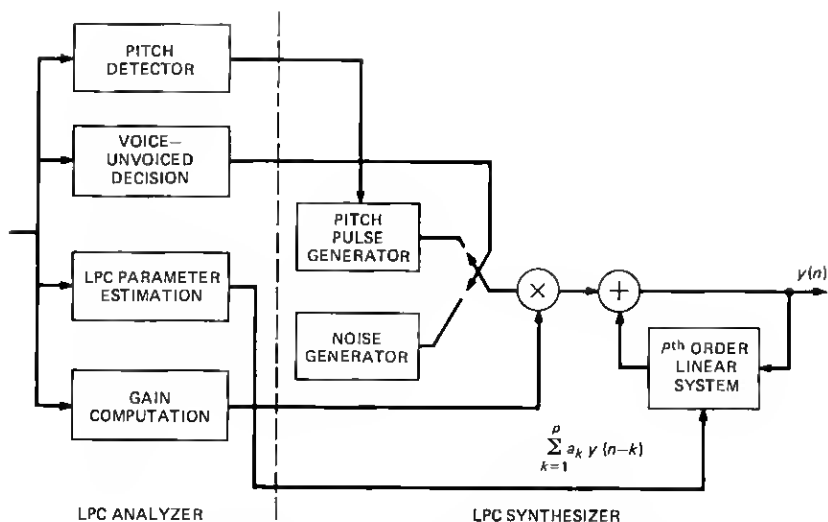 PITCH
DETECTOR
VOICE–
UNVOICED
DECISION
LPC PARAMETER
ESTIMATION
GAIN
COMPUTATION
PITCH
PULSE
GENERATOR
NOISE
GENERATOR
×
+
y(n)
pth ORDER
LINEAR
SYSTEM
p
∑ a_k y (n–k)
k=1
LPC ANALYZER
LPC SYNTHESIZER